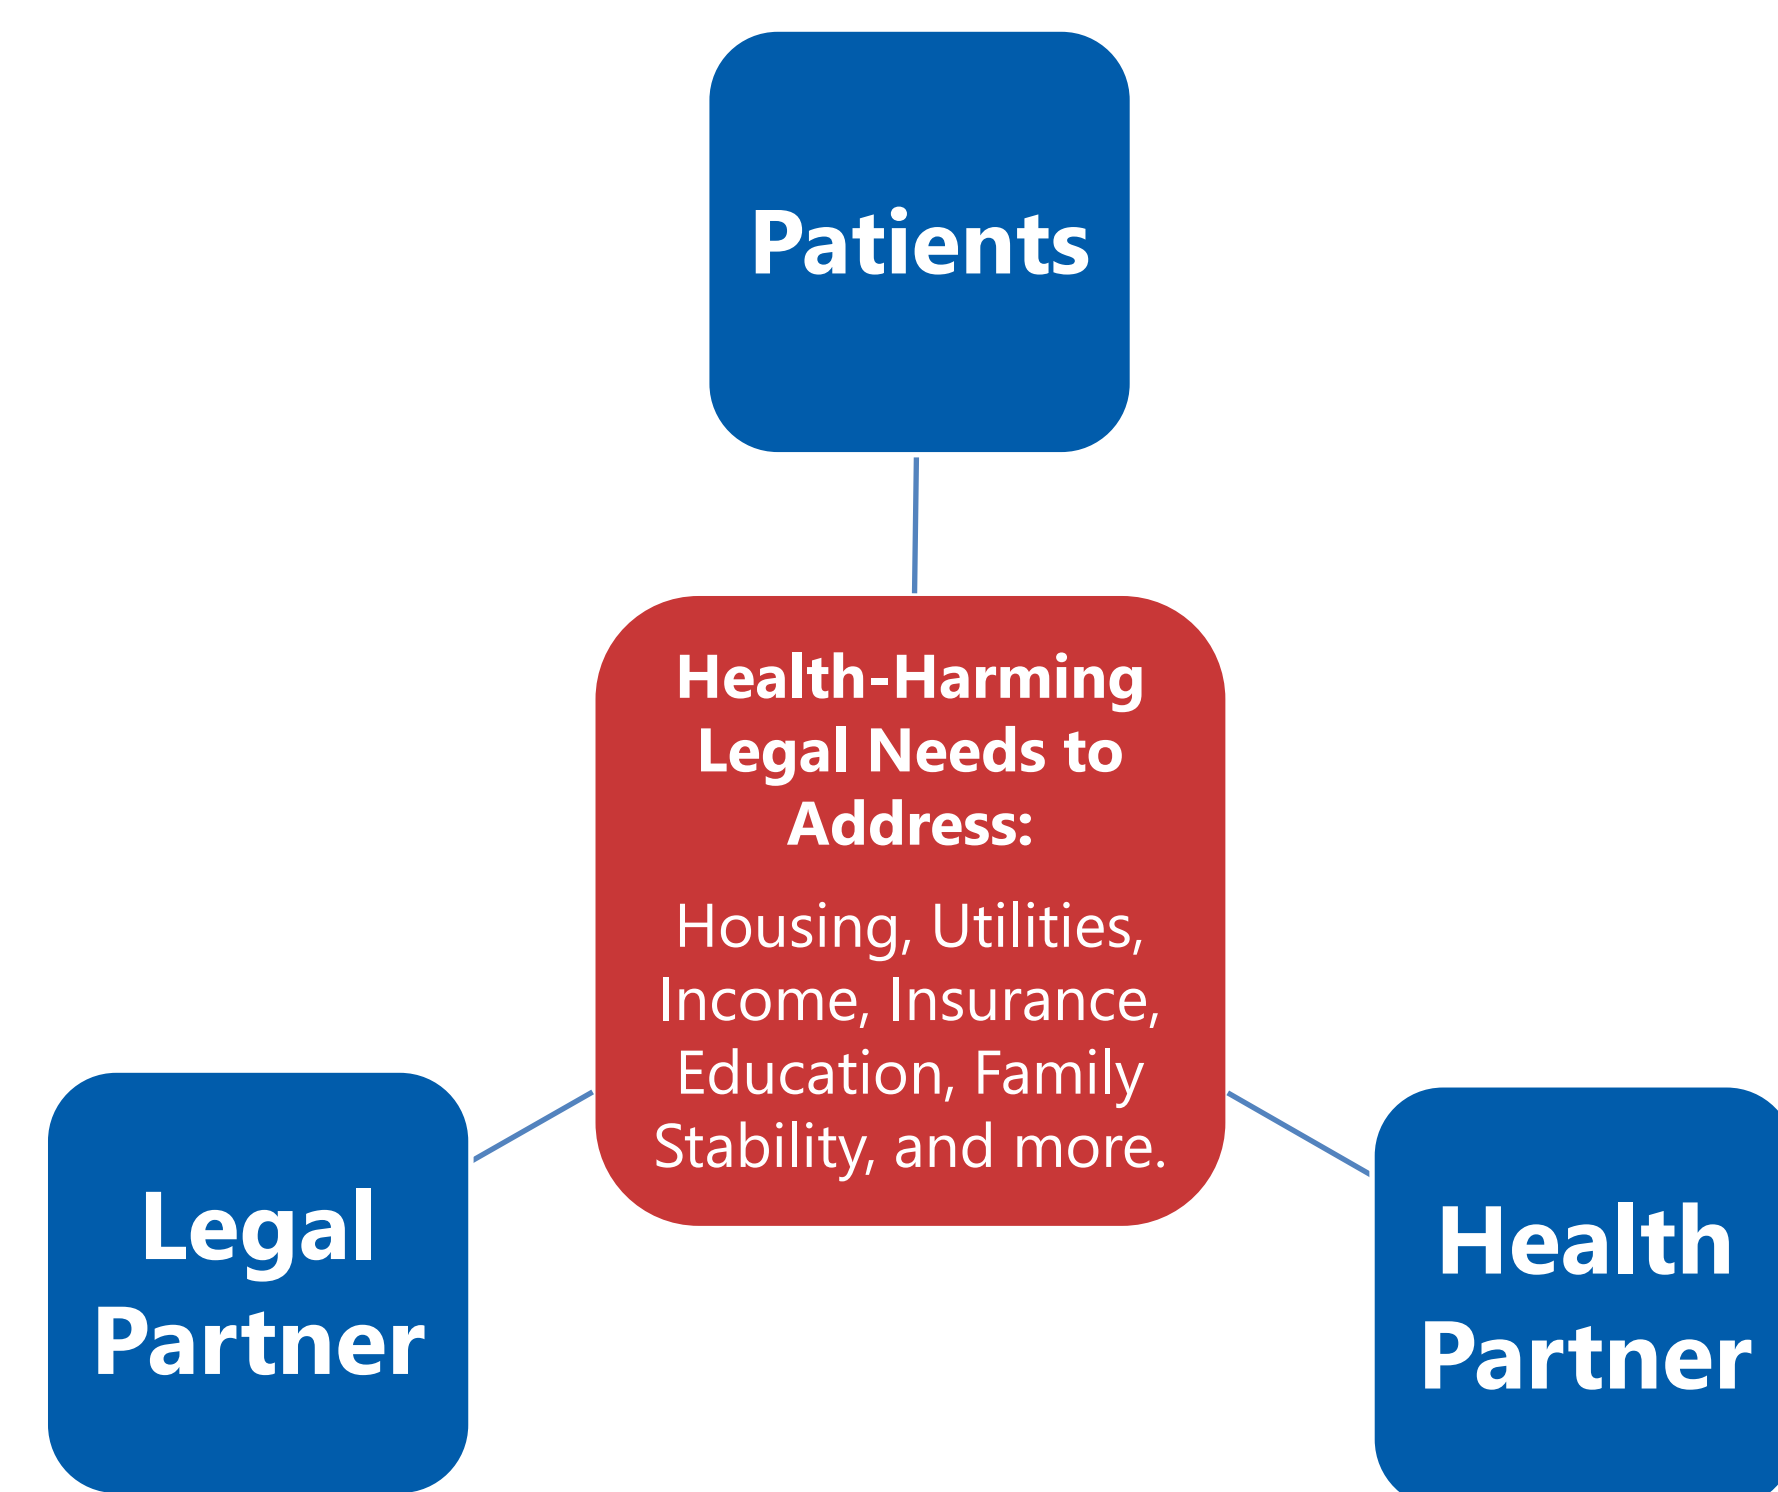 Patients
Health-Harming
Legal Needs to
Address:
Housing, Utilities,
Income, Insurance,
Education, Family
Stability, and more.
Legal
Partner
Health
Partner